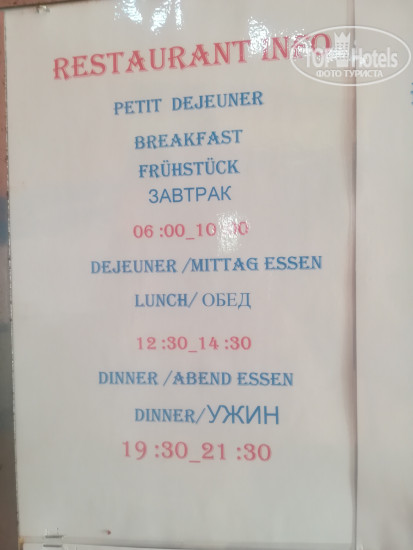 RESTAURANT INFO
TOP Hotels
ФОТО ТУРИСТА
PETIT DEJEUNER
BREAKFAST
FRÜHSTÜCK
ЗАВТРАК
06 :00_10
DEJEUNER /MITTAG ESSEN
LUNCH/ ОБЕД
12 :30_14 :30
DINNER /ABEND ESSEN
DINNER/УЖИН
19 :30_21 :30